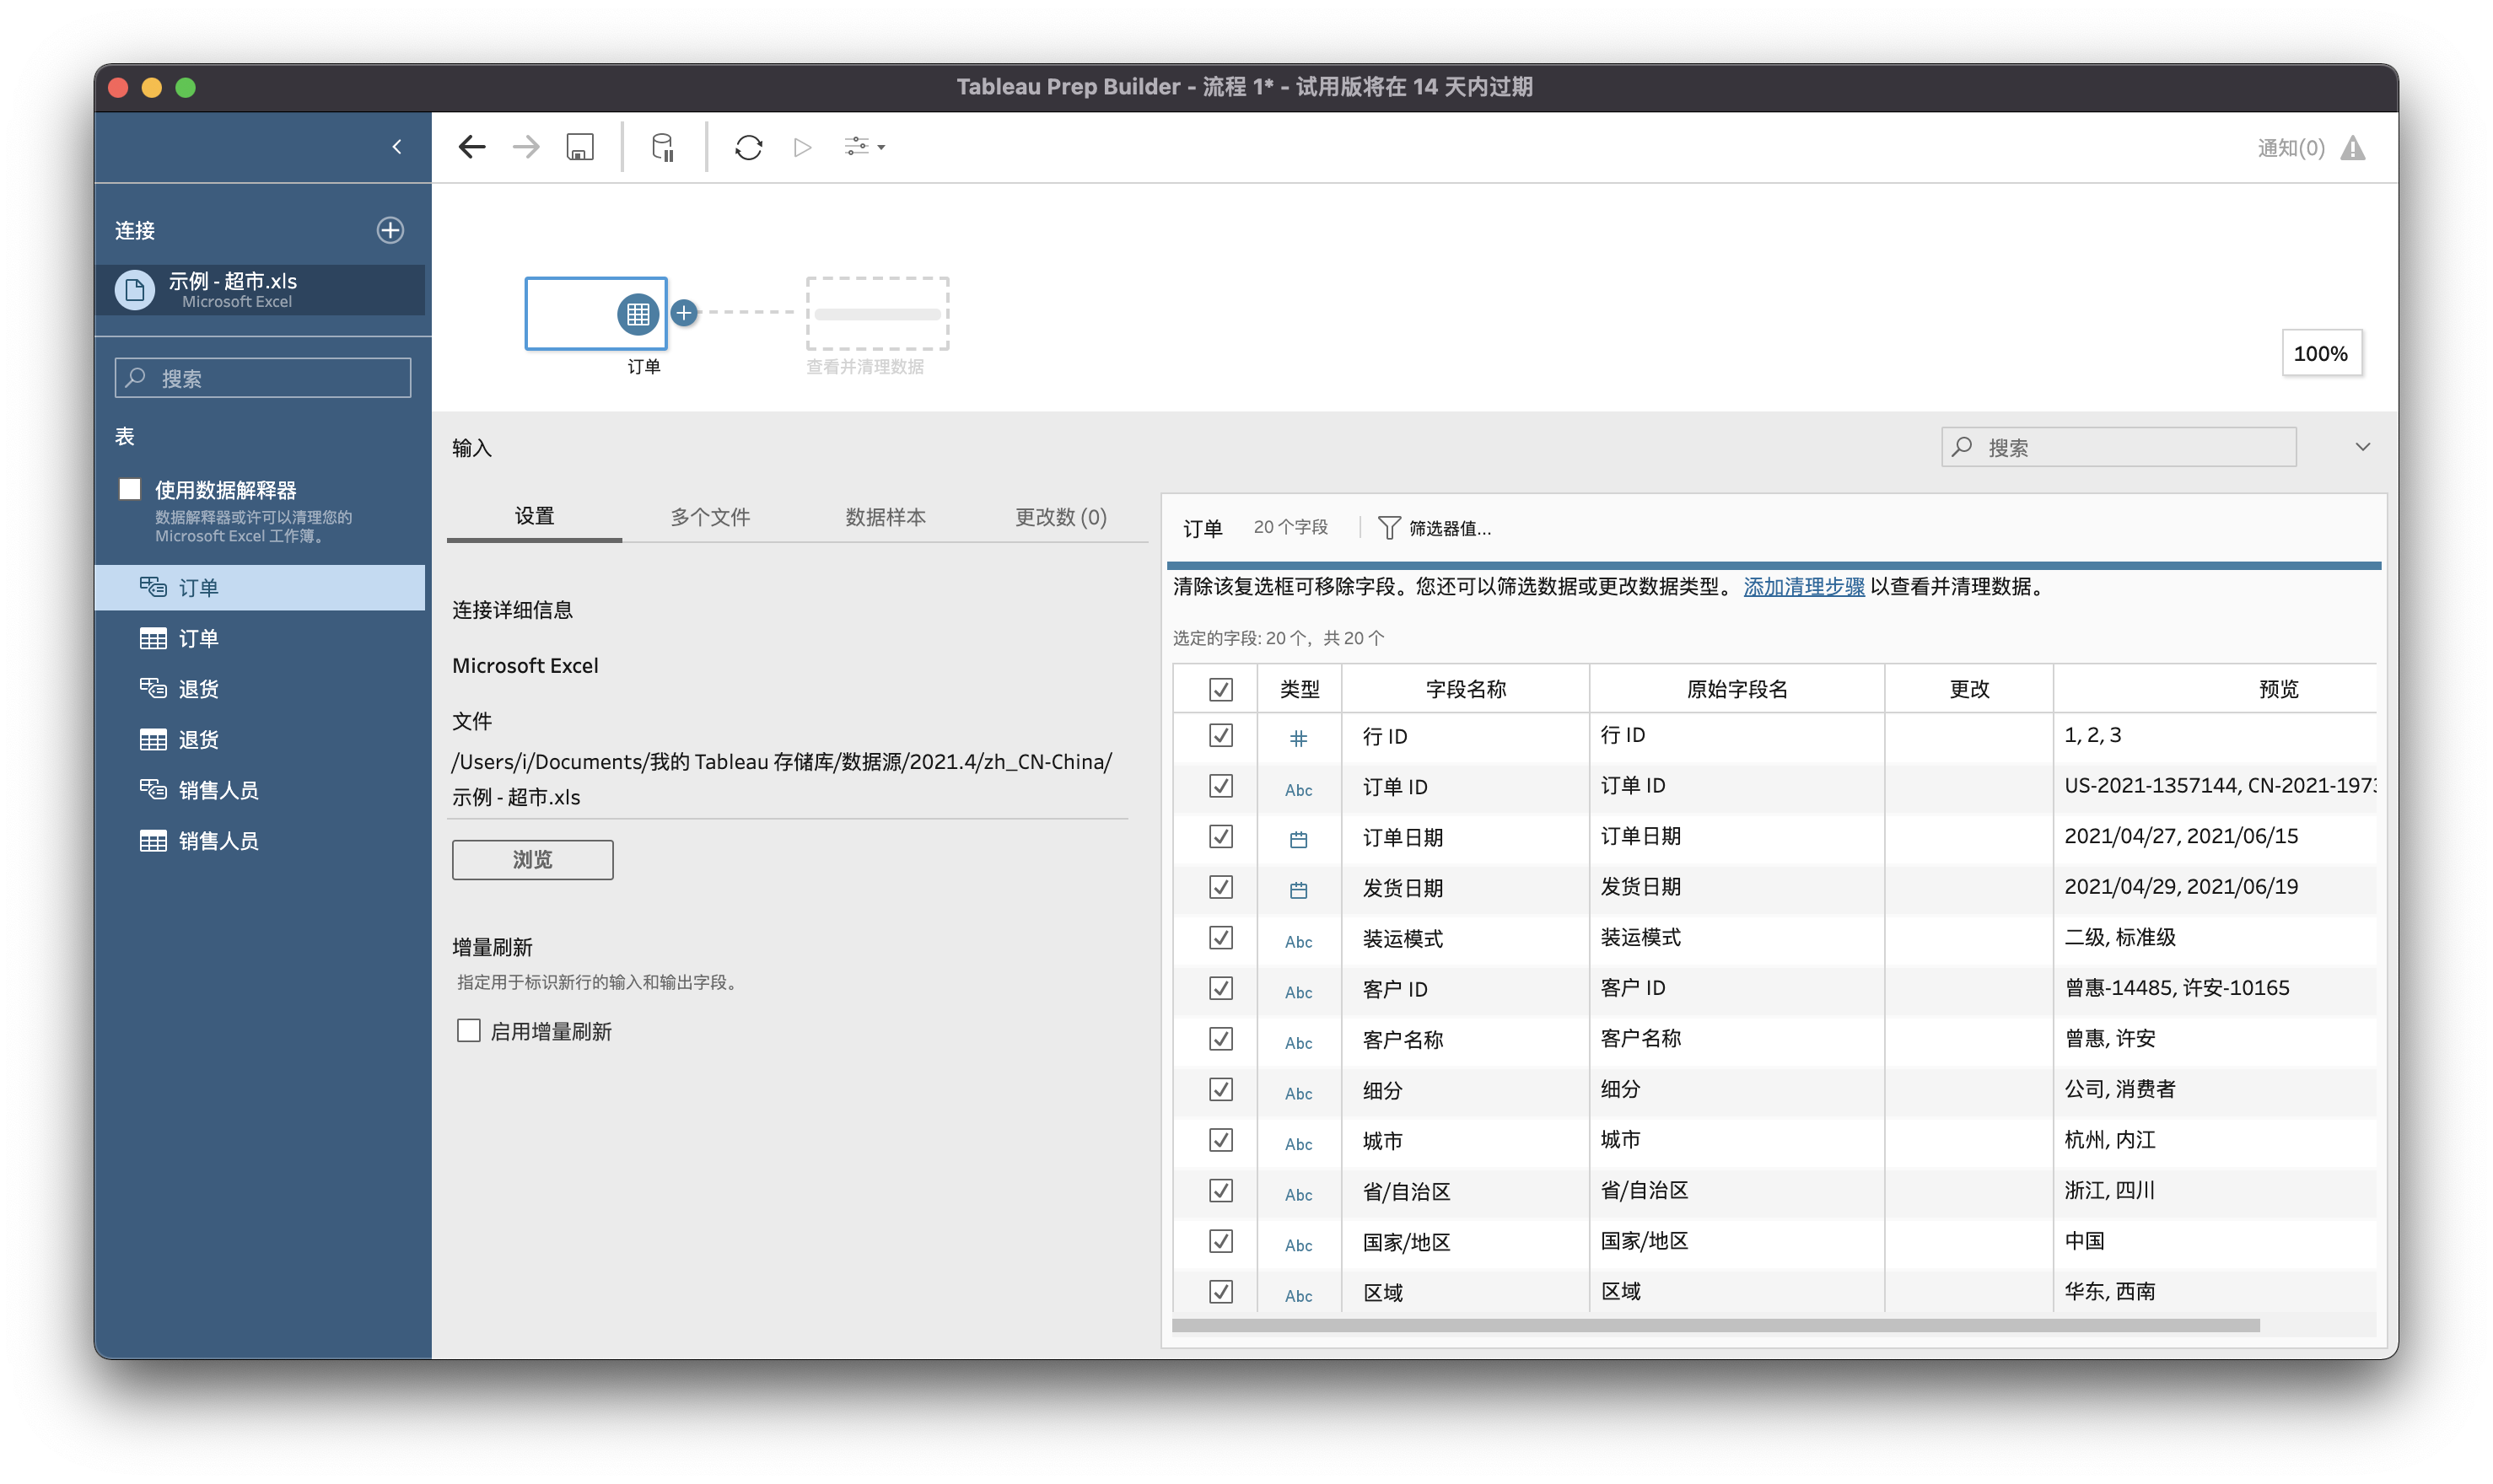 Tableau Prep Builder - 流程 1* - 试用版将在 14 天内过期
通知(0)
连接
示例 - 超市.xls
Microsoft Excel
搜索
表
使用数据解释器
数据解释器或许可以清理您的
Microsoft Excel 工作簿。
订单
订单
退货
退货
销售人员
销售人员
订单
查看并清理数据
100%
输入
搜索
设置 多个文件 数据样本 更改数 (0)
连接详细信息
Microsoft Excel
文件
/Users/i/Documents/我的 Tableau 存储库/数据源/2021.4/zh_CN-China/
示例 - 超市.xls
浏览
增量刷新
指定用于标识新行的输入和输出字段。
启用增量刷新
订单 20 个字段 筛选器值...
清除该复选框可移除字段。您还可以筛选数据或更改数据类型。 添加清理步骤 以查看并清理数据。
选定的字段: 20 个，共 20 个
类型 字段名称 原始字段名 更改 预览
行 ID 行 ID 1, 2, 3
Abc 订单 ID 订单 ID US-2021-1357144, CN-2021-1973
订单日期 订单日期 2021/04/27, 2021/06/15
发货日期 发货日期 2021/04/29, 2021/06/19
Abc 装运模式 装运模式 二级, 标准级
Abc 客户 ID 客户 ID 曾惠-14485, 许安-10165
Abc 客户名称 客户名称 曾惠, 许安
Abc 细分 细分 公司, 消费者
Abc 城市 城市 杭州, 内江
Abc 省/自治区 省/自治区 浙江, 四川
Abc 国家/地区 国家/地区 中国
Abc 区域 区域 华东, 西南